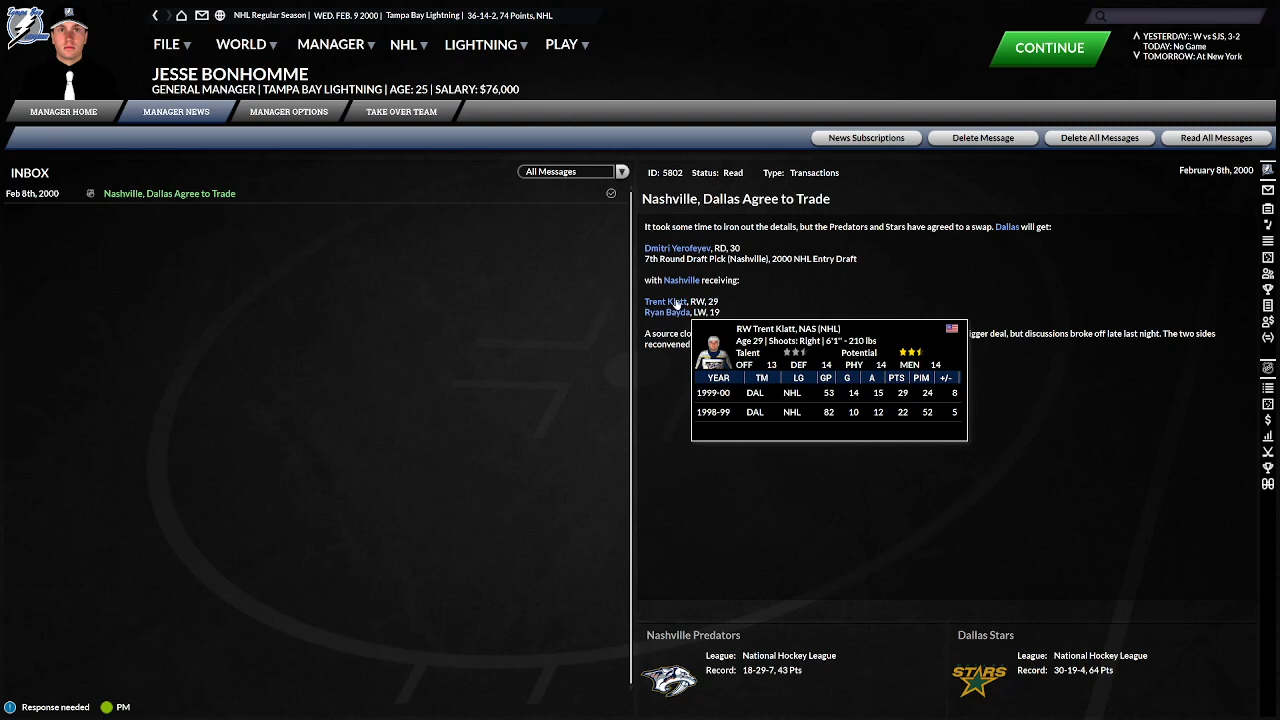 NHL Regular Season | WED. FEB. 9 2000 | Tampa Bay Lightning | 36-14-2, 74 Points, NHL
FILE WORLD MANAGER NHL LIGHTNING PLAY
CONTINUE
YESTERDAY: W vs SJS, 3-2
TODAY: No Game
TOMORROW: At New York
JESSE BONHOMME
GENERAL MANAGER | TAMPA BAY LIGHTNING | AGE: 25 | SALARY: $76,000
MANAGER HOME MANAGER NEWS MANAGER OPTIONS TAKE OVER TEAM
News Subscriptions Delete Message Delete All Messages Read All Messages
INBOX All Messages
Feb 8th, 2000 Nashville, Dallas Agree to Trade
ID: 5802 Status: Read Type: Transactions February 8th, 2000
Nashville, Dallas Agree to Trade
It took some time to iron out the details, but the Predators and Stars have agreed to a swap. Dallas will get:
Dmitri Yerofeyev, RD, 30
7th Round Draft Pick (Nashville), 2000 NHL Entry Draft
with Nashville receiving:
Trent Klatt, RW, 29
Ryan Bayda, LW, 19
A source clo igger deal, but discussions broke off late last night. The two sides
reconvened
RW Trent Klatt, NAS (NHL)
Age 29 | Shoots: Right | 6'1" - 210 lbs
Talent Potential
OFF 13 DEF 14 PHY 14 MEN 14
YEAR TM LG GP G A PTS PIM +/-
1999-00 DAL NHL 53 14 15 29 24 8
1998-99 DAL NHL 82 10 12 22 52 5
Nashville Predators
League: National Hockey League
Record: 18-29-7, 43 Pts
Dallas Stars
League: National Hockey League
Record: 30-19-4, 64 Pts
STARS
Response needed PM